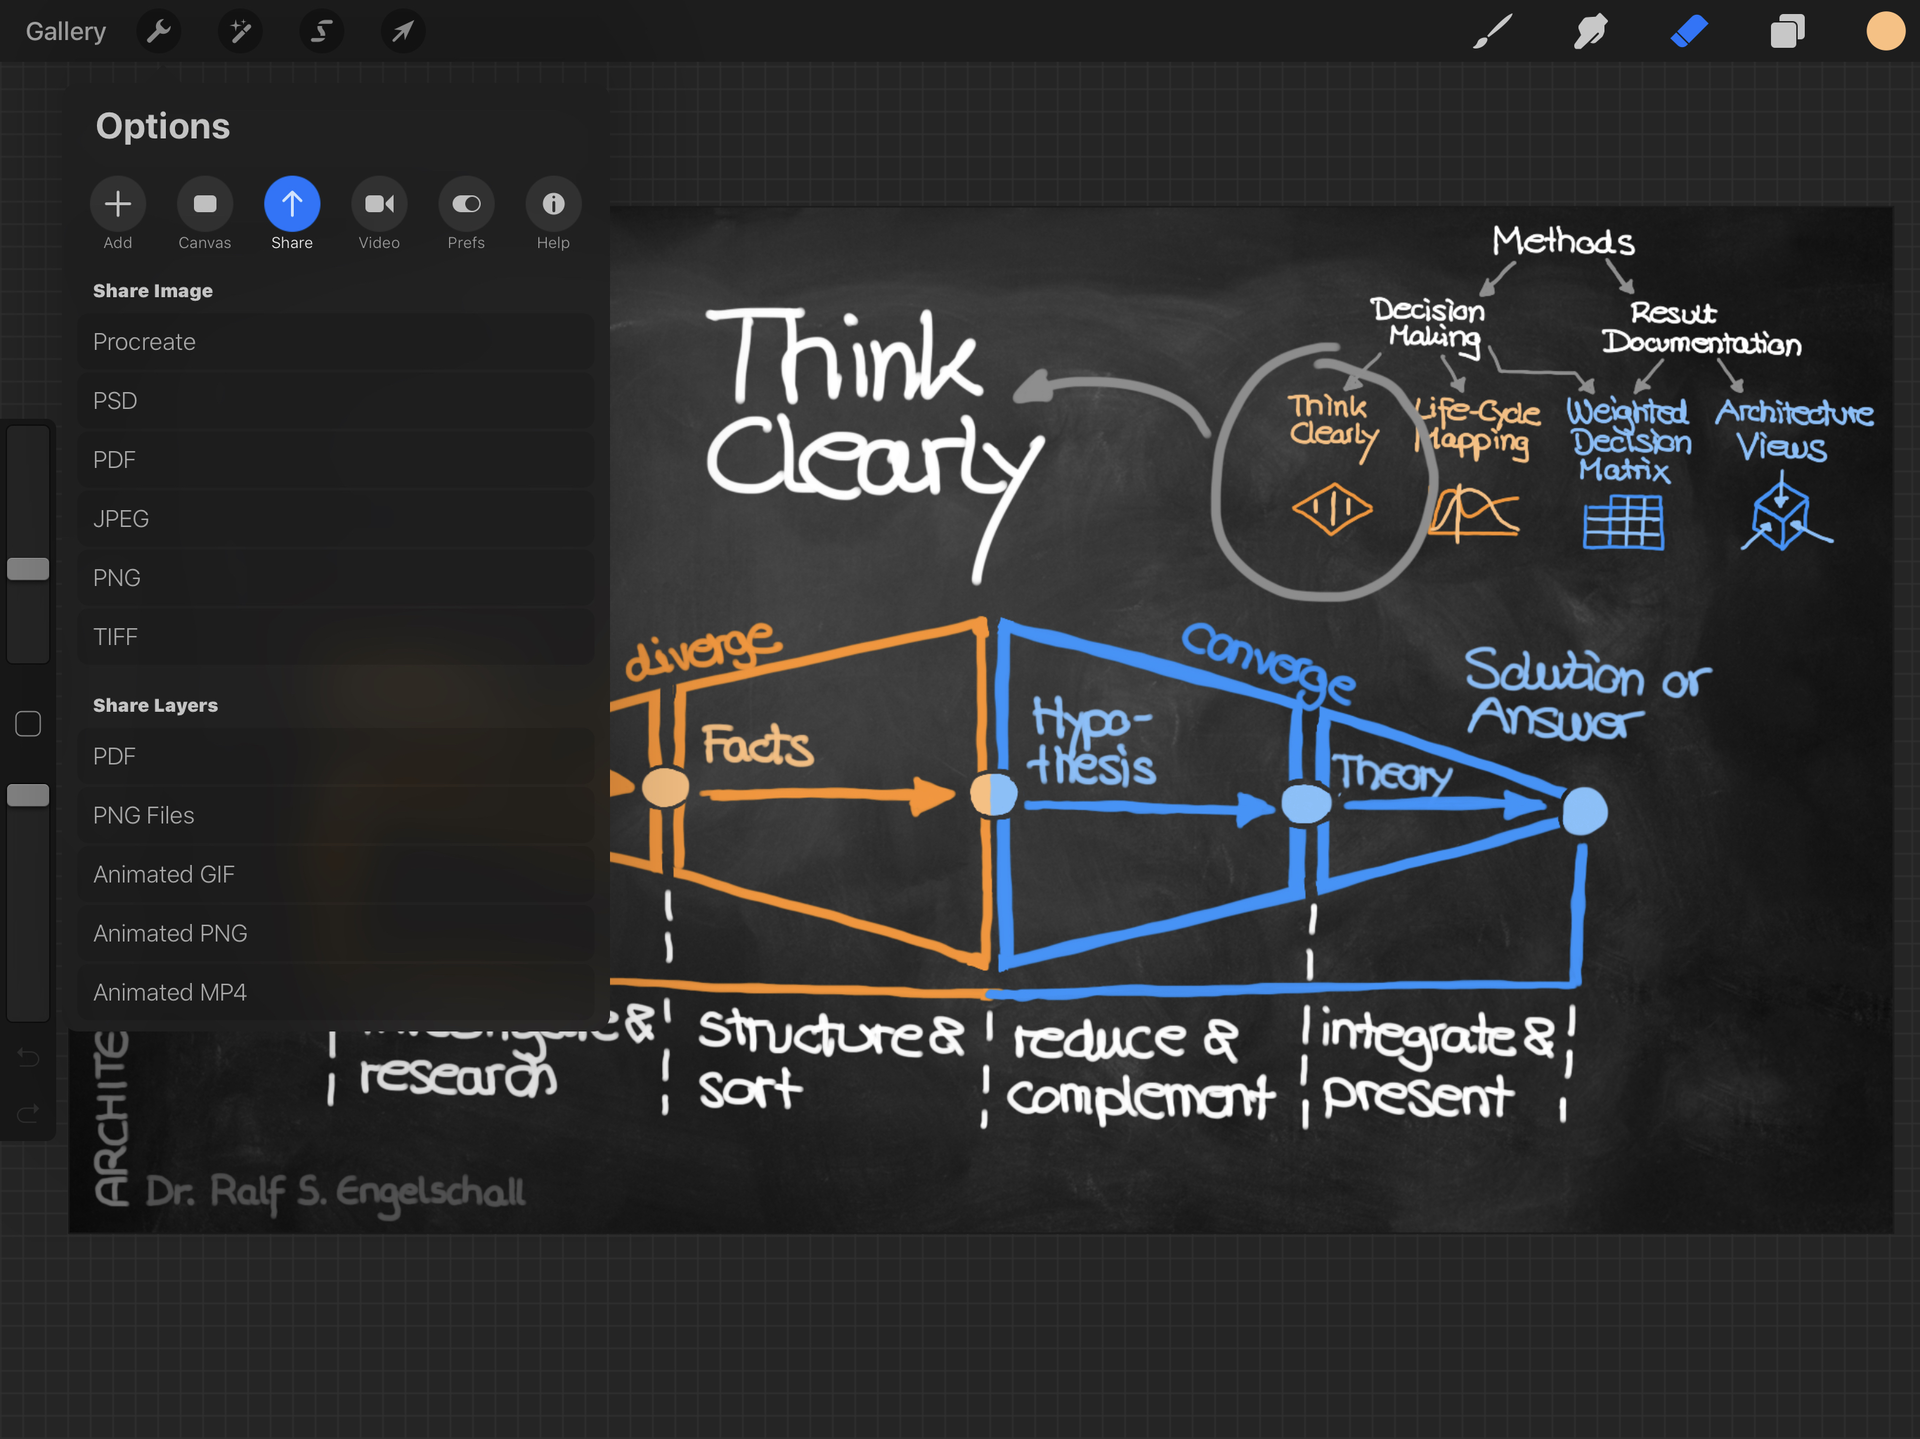 Gallery
Options
Add
Canvas
Share
Video
Prefs
Help
Share Image
Procreate
PSD
PDF
JPEG
PNG
TIFF
Share Layers
PDF
PNG Files
Animated GIF
Animated PNG
Animated MP4
Think
Clearly
Methods
Decision
Making
Result
Documentation
Think
Clearly
Life-Cycle
Mapping
Weighted
Decision
Matrix
Architecture
Views
diverge
converge
Solution or
Answer
Facts
Hypo-
thesis
Theory
&
research
structure &
sort
reduce &
complement
integrate &
present
ARCHITE
Dr. Ralf S. Engelschall